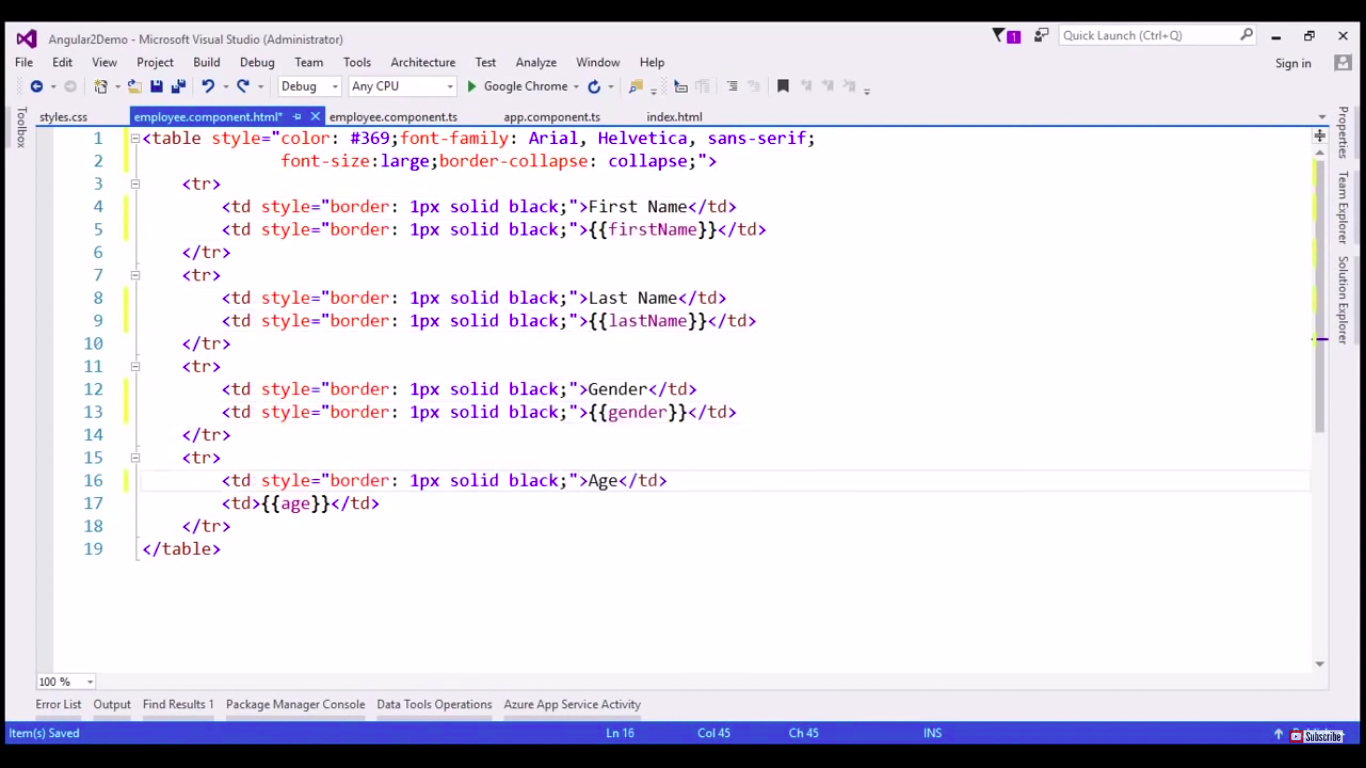 Angular2Demo - Microsoft Visual Studio (Administrator)
1
Quick Launch (Ctrl+Q)
File Edit View Project Build Debug Team Tools Architecture Test Analyze Window Help
Sign in
Debug Any CPU Google Chrome
styles.css employee.component.html* employee.component.ts app.component.ts index.html
Toolbox
Properties
Team Explorer
Solution Explorer
1 <table style="color: #369;font-family: Arial, Helvetica, sans-serif;
2 font-size:large;border-collapse: collapse;">
3 <tr>
4 <td style="border: 1px solid black;">First Name</td>
5 <td style="border: 1px solid black;">{{firstName}}</td>
6 </tr>
7 <tr>
8 <td style="border: 1px solid black;">Last Name</td>
9 <td style="border: 1px solid black;">{{lastName}}</td>
10 </tr>
11 <tr>
12 <td style="border: 1px solid black;">Gender</td>
13 <td style="border: 1px solid black;">{{gender}}</td>
14 </tr>
15 <tr>
16 <td style="border: 1px solid black;">Age</td>
17 <td>{{age}}</td>
18 </tr>
19 </table>
100 %
Error List Output Find Results 1 Package Manager Console Data Tools Operations Azure App Service Activity
Item(s) Saved Ln 16 Col 45 Ch 45 INS
Subscribe